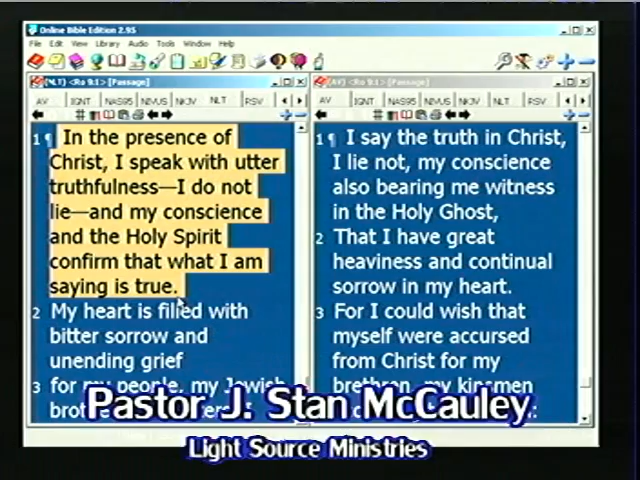 Online Bible Edition 2.95
File Edit View Library Audio Tools Window Help
(NLT) <Ro 9:1> [Passage]
AV IGNT NAS95 NIVUS NKJV NLT RSV
1 ¶ In the presence of
Christ, I speak with utter
truthfulness—I do not
lie—and my conscience
and the Holy Spirit
confirm that what I am
saying is true.
2 My heart is filled with
bitter sorrow and
unending grief
3 for my people, my Jewish
(AV) <Ro 9:1> [Passage]
AV IGNT NAS95 NIVUS NKJV NLT RSV
1 ¶ I say the truth in Christ,
I lie not, my conscience
also bearing me witness
in the Holy Ghost,
2 That I have great
heaviness and continual
sorrow in my heart.
3 For I could wish that
myself were accursed
from Christ for my
brethren, my kinsmen
Pastor J. Stan McCauley
Light Source Ministries